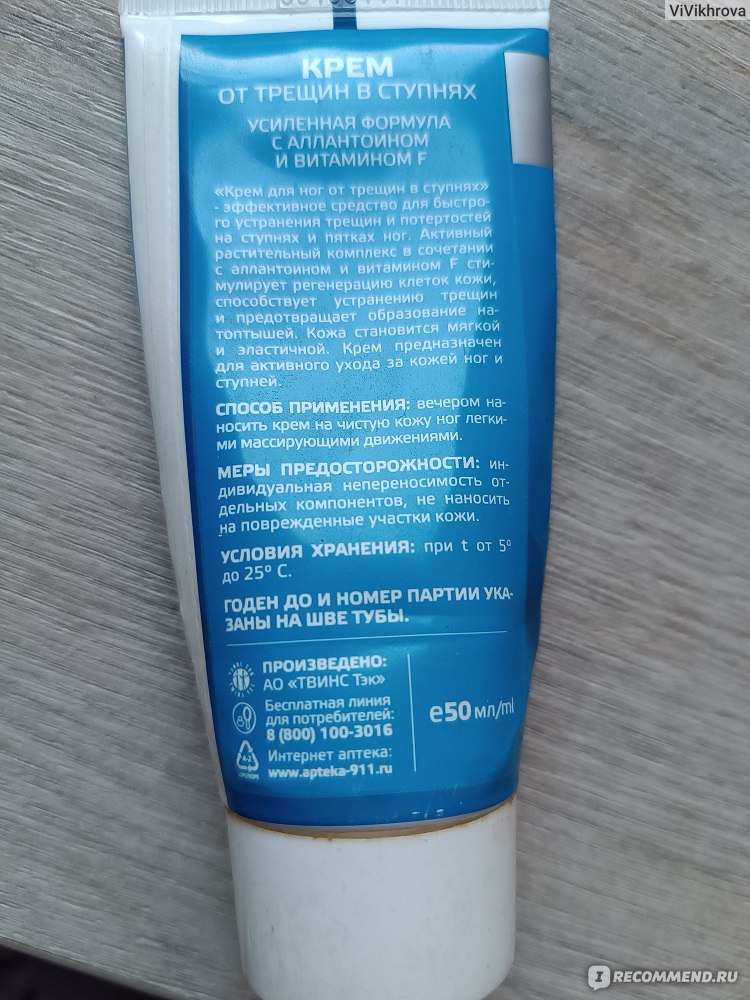 ViVikhrova
КРЕМ
ОТ ТРЕЩИН В СТУПНЯХ
УСИЛЕННАЯ ФОРМУЛА
С АЛЛАНТОИНОМ
И ВИТАМИНОМ F
«Крем для ног от трещин в ступнях»
- эффективное средство для быстро-
го устранения трещин и потертостей
на ступнях и пятках ног. Активный
растительный комплекс в сочетании
с аллантоином и витамином F сти-
мулирует регенерацию клеток кожи,
способствует устранению трещин
и предотвращает образование на-
топтышей. Кожа становится мягкой
и эластичной. Крем предназначен
для активного ухода за кожей ног и
ступней.
СПОСОБ ПРИМЕНЕНИЯ: вечером на-
носить крем на чистую кожу ног легки-
ми массирующими движениями.
МЕРЫ ПРЕДОСТОРОЖНОСТИ: ин-
дивидуальная непереносимость от-
дельных компонентов, не наносить
на поврежденные участки кожи.
УСЛОВИЯ ХРАНЕНИЯ: при t от 5°
до 25° С.
ГОДЕН ДО И НОМЕР ПАРТИИ УКА-
ЗАНЫ НА ШВЕ ТУБЫ.
ПРОИЗВЕДЕНО:
АО «ТВИНС Тэк»
Бесплатная линия
для потребителей:
8 (800) 100-3016
Интернет аптека:
www.apteka-911.ru
e50 мл/ml
I RECOMMEND.RU